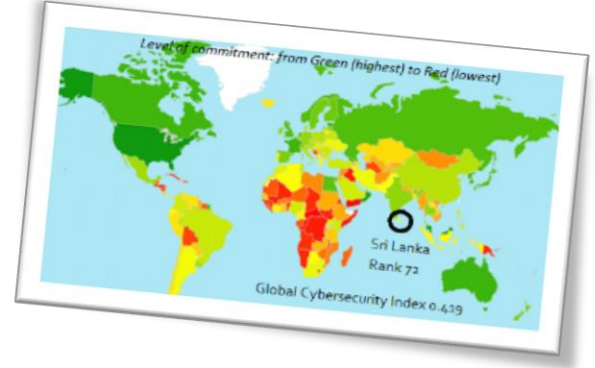 Level of commitment: from Green (highest) to Red (lowest)
Sri Lanka
Rank 72
Global Cybersecurity Index 0.419